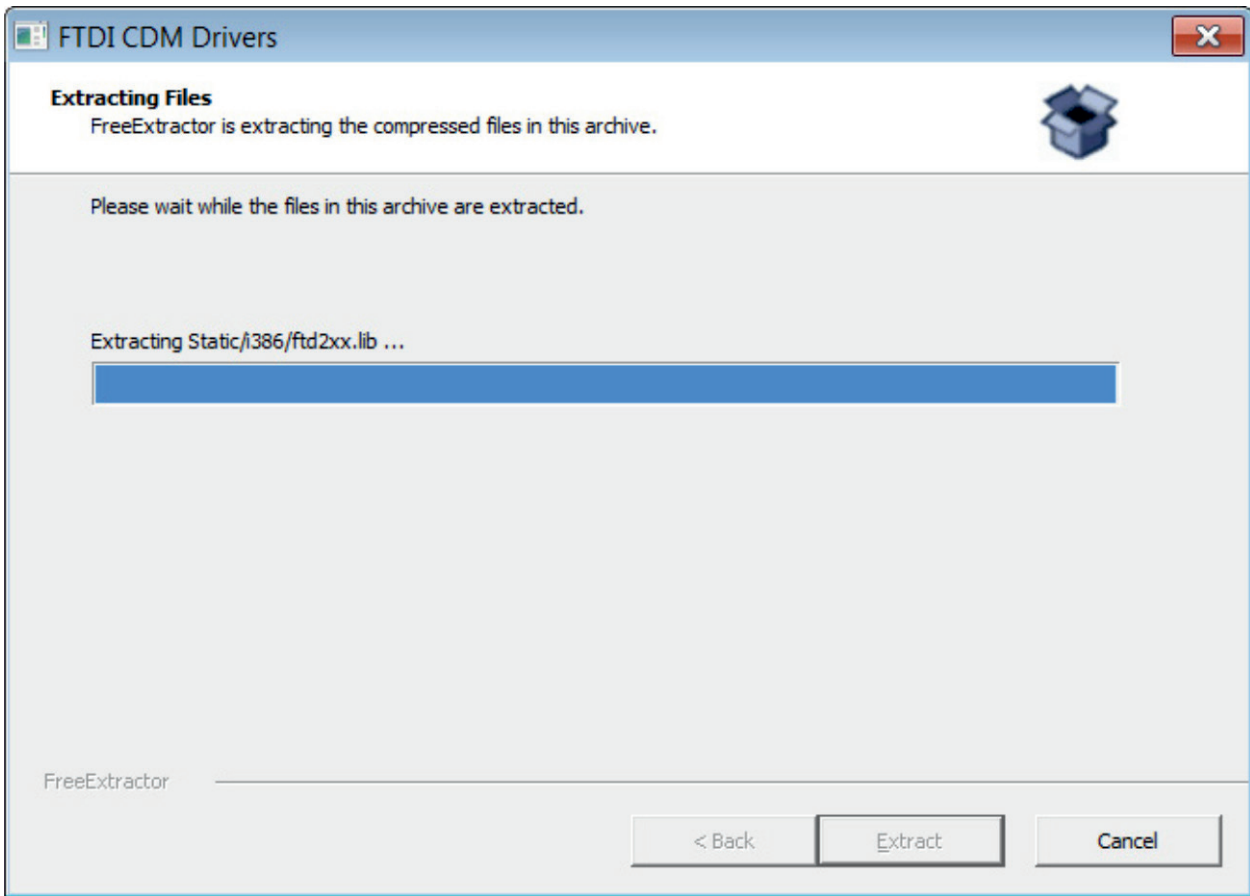 FTDI CDM Drivers
Extracting Files
FreeExtractor is extracting the compressed files in this archive.
Please wait while the files in this archive are extracted.
Extracting Static/i386/ftd2xx.lib ...
FreeExtractor
< Back
Extract
Cancel